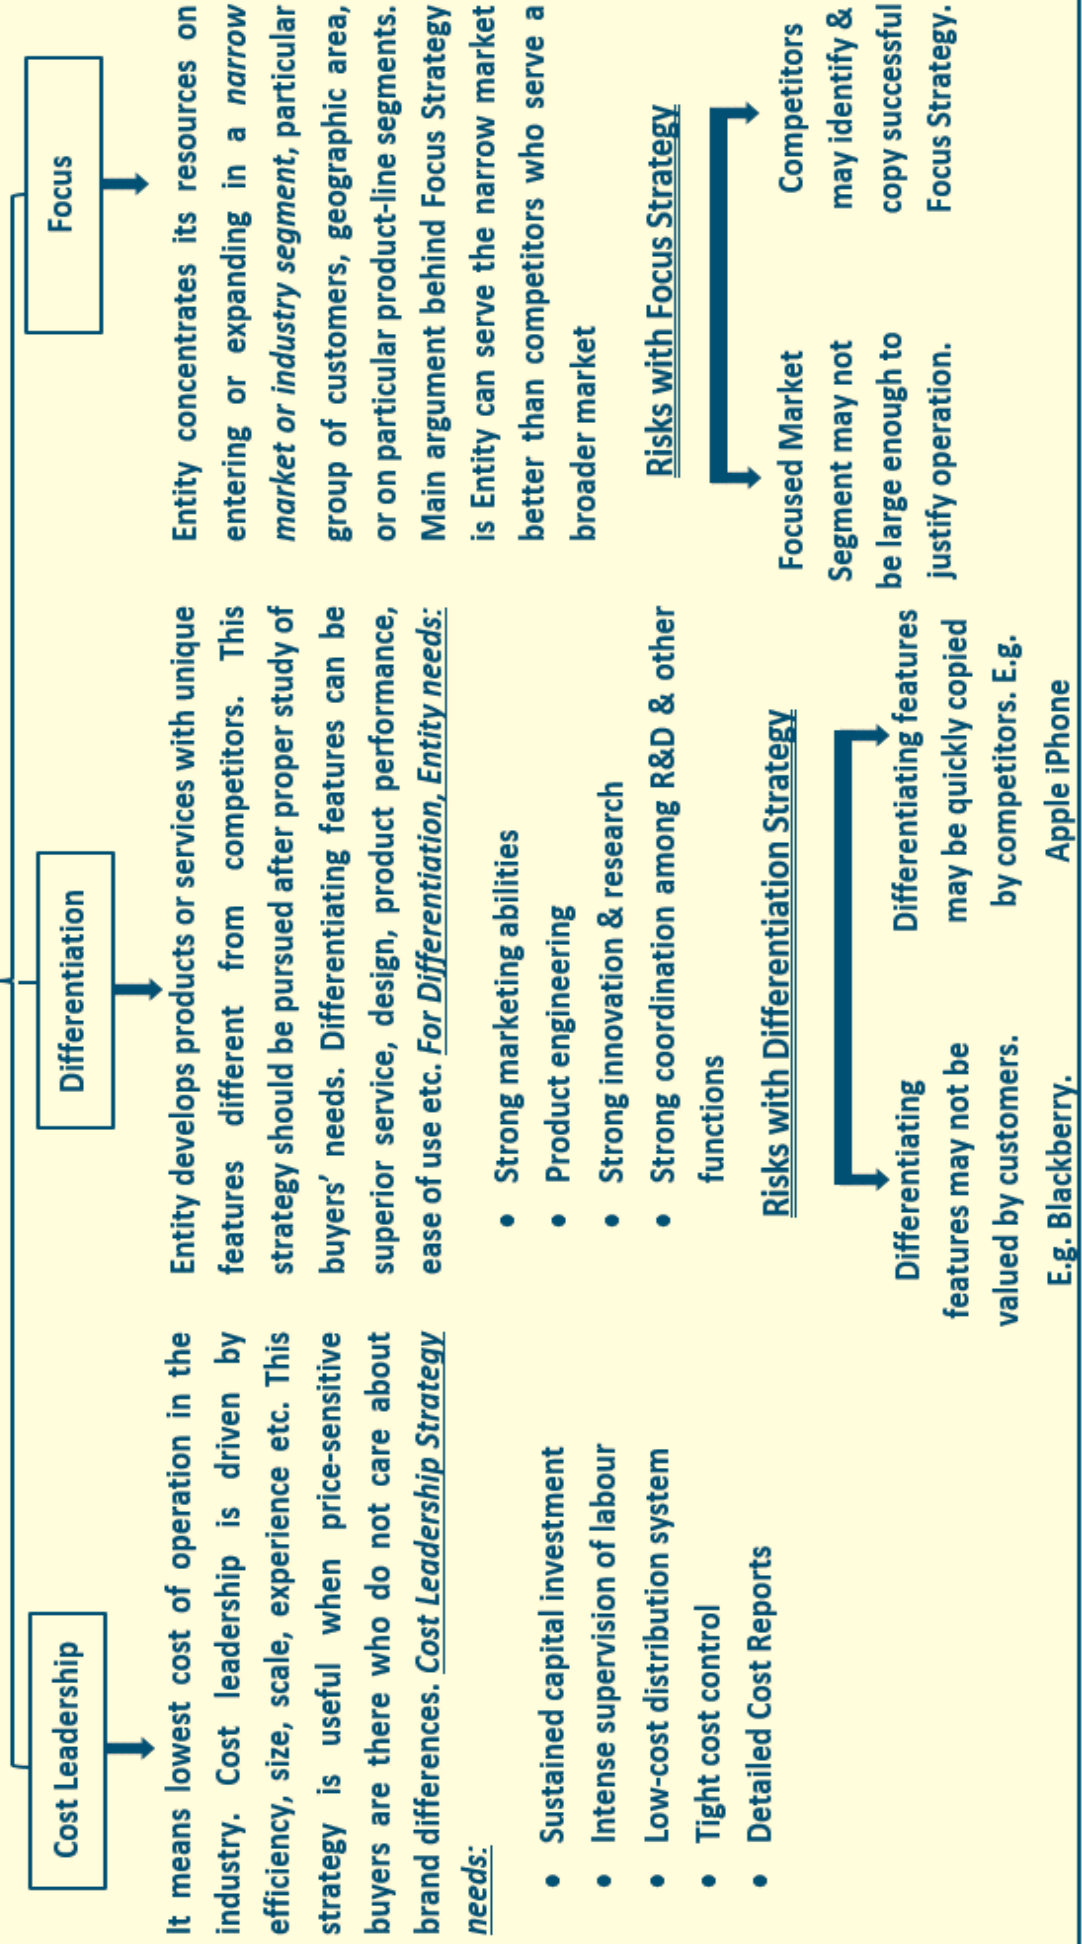 Cost Leadership
It means lowest cost of operation in the
industry. Cost leadership is driven by
efficiency, size, scale, experience etc. This
strategy is useful when price-sensitive
buyers are there who do not care about
brand differences. Cost Leadership Strategy
needs:
• Sustained capital investment
• Intense supervision of labour
• Low-cost distribution system
• Tight cost control
• Detailed Cost Reports
Differentiation
Entity develops products or services with unique
features different from competitors. This
strategy should be pursued after proper study of
buyers' needs. Differentiating features can be
superior service, design, product performance,
ease of use etc. For Differentiation, Entity needs:
• Strong marketing abilities
• Product engineering
• Strong innovation & research
• Strong coordination among R&D & other
functions
Risks with Differentiation Strategy
Differentiating
features may not be
valued by customers.
E.g. Blackberry.
Differentiating features
may be quickly copied
by competitors. E.g.
Apple iPhone
Focus
Entity concentrates its resources on
entering or expanding in a narrow
market or industry segment, particular
group of customers, geographic area,
or on particular product-line segments.
Main argument behind Focus Strategy
is Entity can serve the narrow market
better than competitors who serve a
broader market
Risks with Focus Strategy
Focused Market
Segment may not
be large enough to
justify operation.
Competitors
may identify &
copy successful
Focus Strategy.